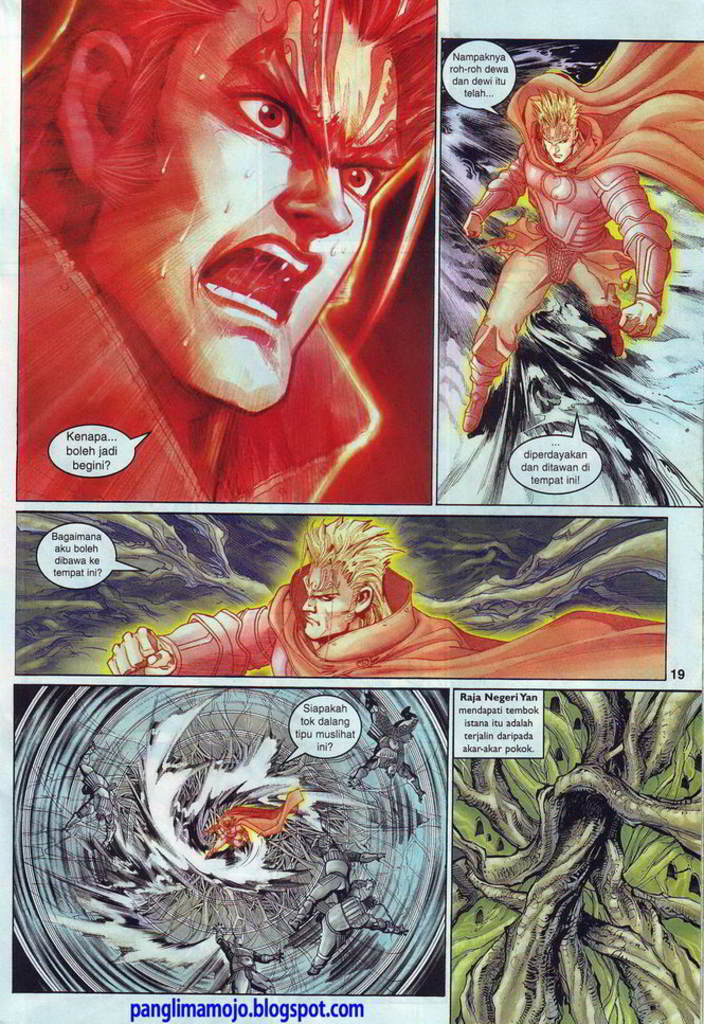 Kenapa...
boleh jadi
begini?
Nampaknya
roh-roh dewa
dan dewi itu
telah...
...
diperdayakan
dan ditawan di
tempat ini!
Bagaimana
aku boleh
dibawa ke
tempat ini?
19
Siapakah
tok dalang
tipu muslihat
ini?
Raja Negeri Yan
mendapati tembok
istana itu adalah
terjalin daripada
akar-akar pokok.
panglimamojo.blogspot.com